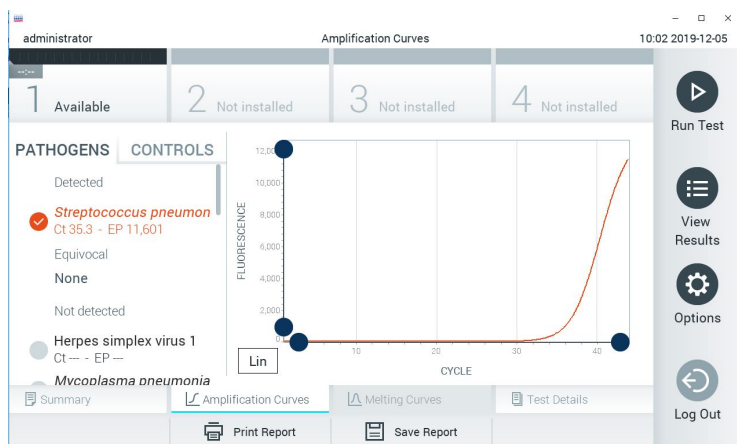 administrator
Amplification Curves
10:02 2019-12-05
--:--
1 Available
2 Not installed
3 Not installed
4 Not installed
Run Test
View
Results
Options
Log Out
PATHOGENS CONTROLS
Detected
Streptococcus pneumon
Ct 35.3 - EP 11,601
Equivocal
None
Not detected
Herpes simplex virus 1
Ct --- - EP ---
Mycoplasma pneumonia
FLUORESCENCE
10,000
8,000
6,000
4,000
2,000
0
10 20 30 40
CYCLE
Lin
Summary
Amplification Curves
Melting Curves
Test Details
Print Report
Save Report